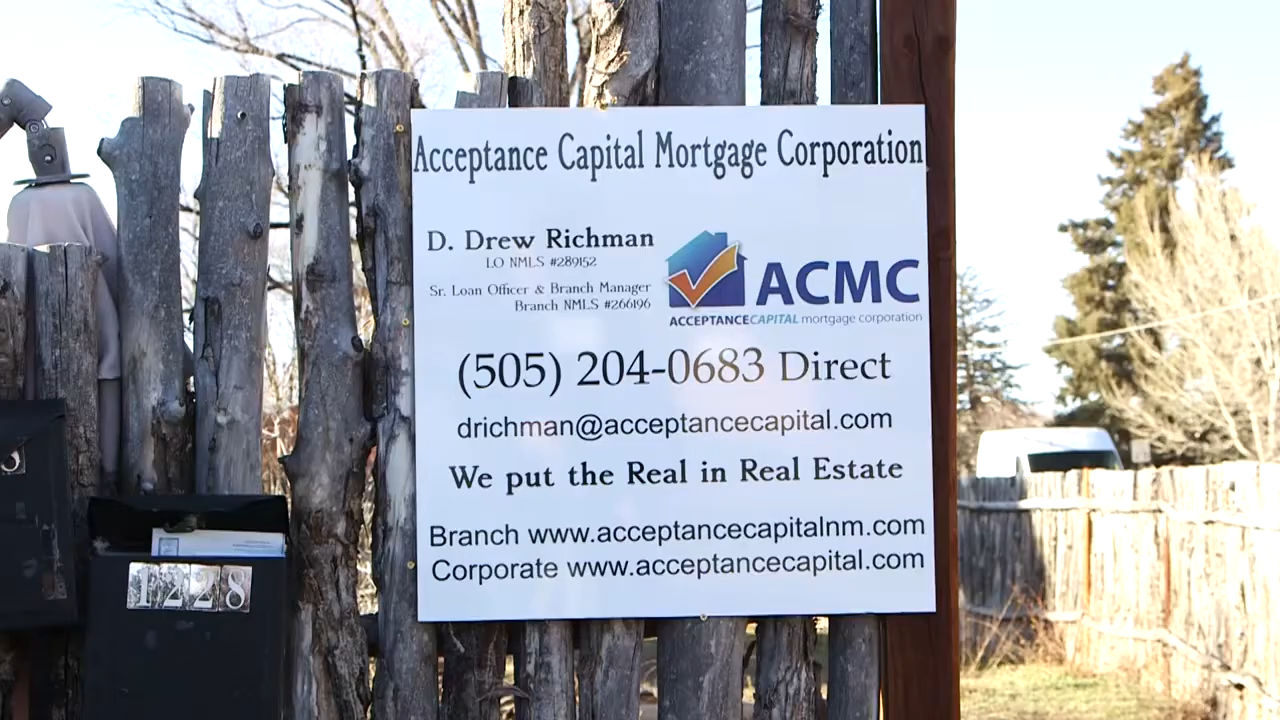 Acceptance Capital Mortgage Corporation
D. Drew Richman
LO NMLS #289152
Sr. Loan Officer & Branch Manager
Branch NMLS #266196
ACMC
ACCEPTANCECAPITAL mortgage corporation
(505) 204-0683 Direct
drichman@acceptancecapital.com
We put the Real in Real Estate
Branch www.acceptancecapitalnm.com
Corporate www.acceptancecapital.com
1228